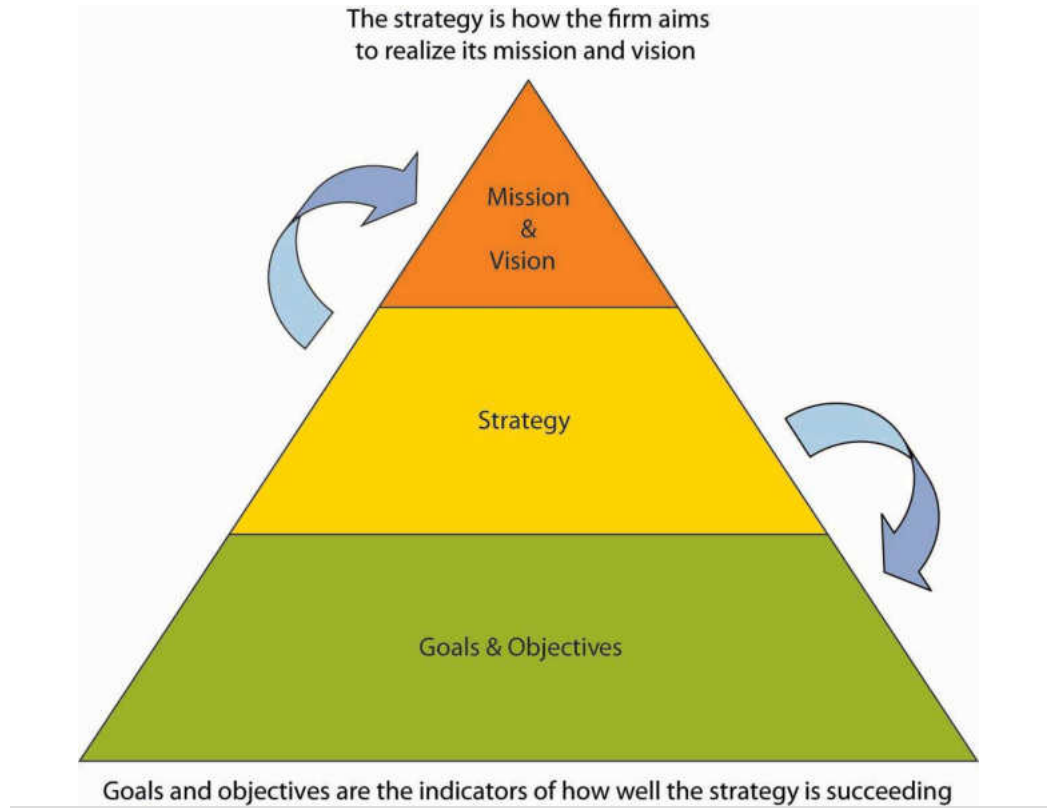 The strategy is how the firm aims
to realize its mission and vision
Mission
&
Vision
Strategy
Goals & Objectives
Goals and objectives are the indicators of how well the strategy is succeeding